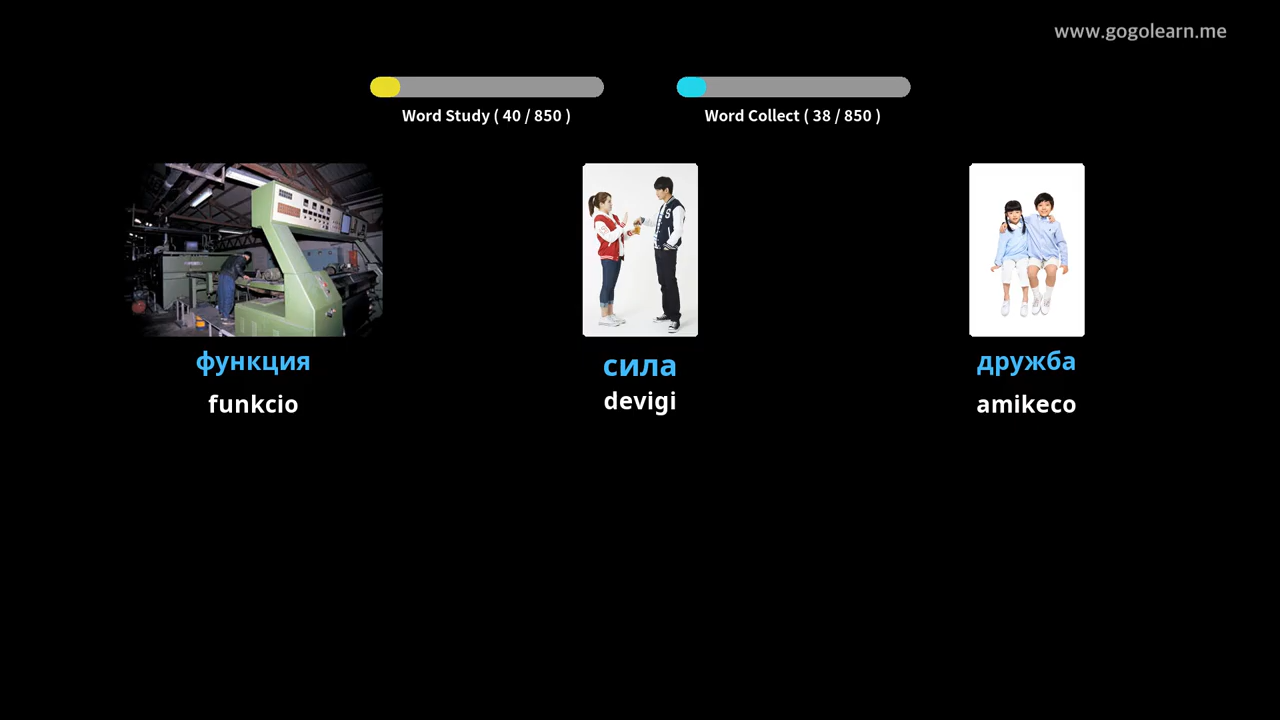 www.gogolearn.me
Word Study ( 40 / 850 )
Word Collect ( 38 / 850 )
функция
funkcio
сила
devigi
дружба
amikeco